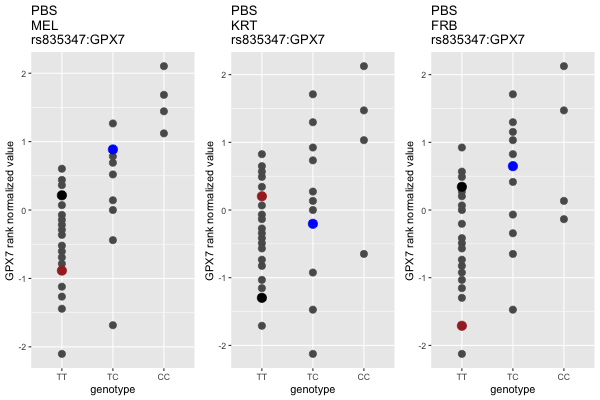 PBS
MEL
rs835347:GPX7
GPX7 rank normalized value
2
1
0
-1
-2
TT TC CC
genotype
PBS
KRT
rs835347:GPX7
GPX7 rank normalized value
2
1
0
-1
-2
TT TC CC
genotype
PBS
FRB
rs835347:GPX7
GPX7 rank normalized value
2
1
0
-1
-2
TT TC CC
genotype